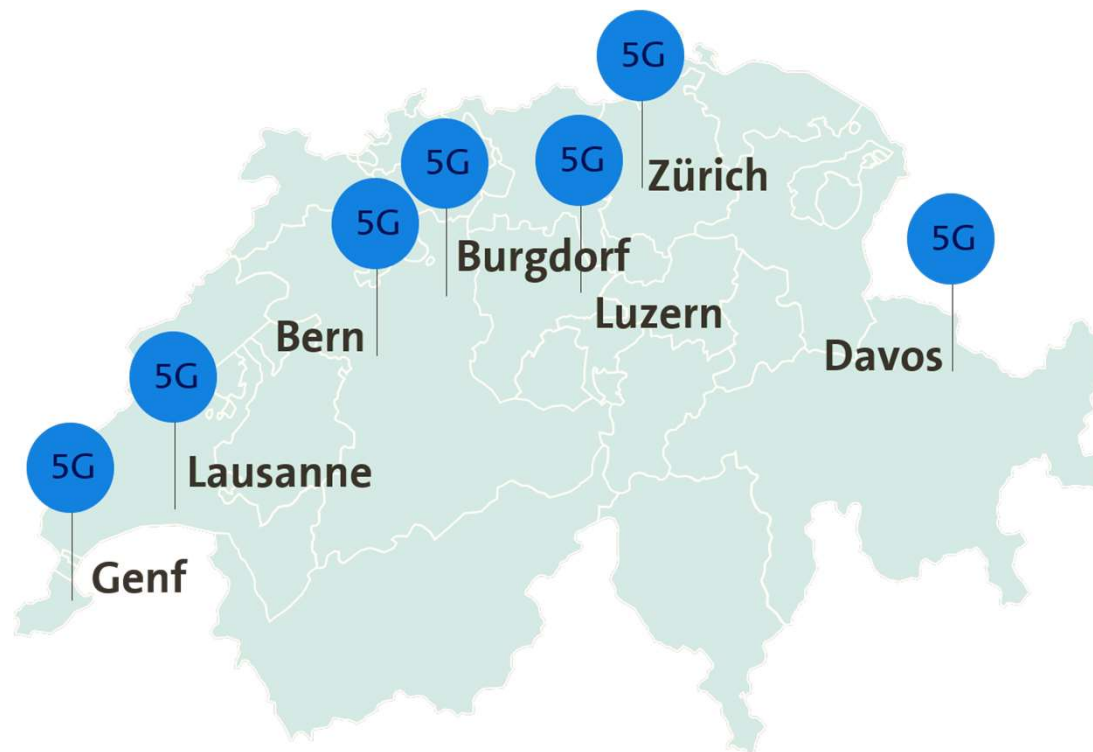 5G
Zürich
5G
Burgdorf
5G
Luzern
5G
Bern
5G
Davos
5G
Lausanne
5G
Genf